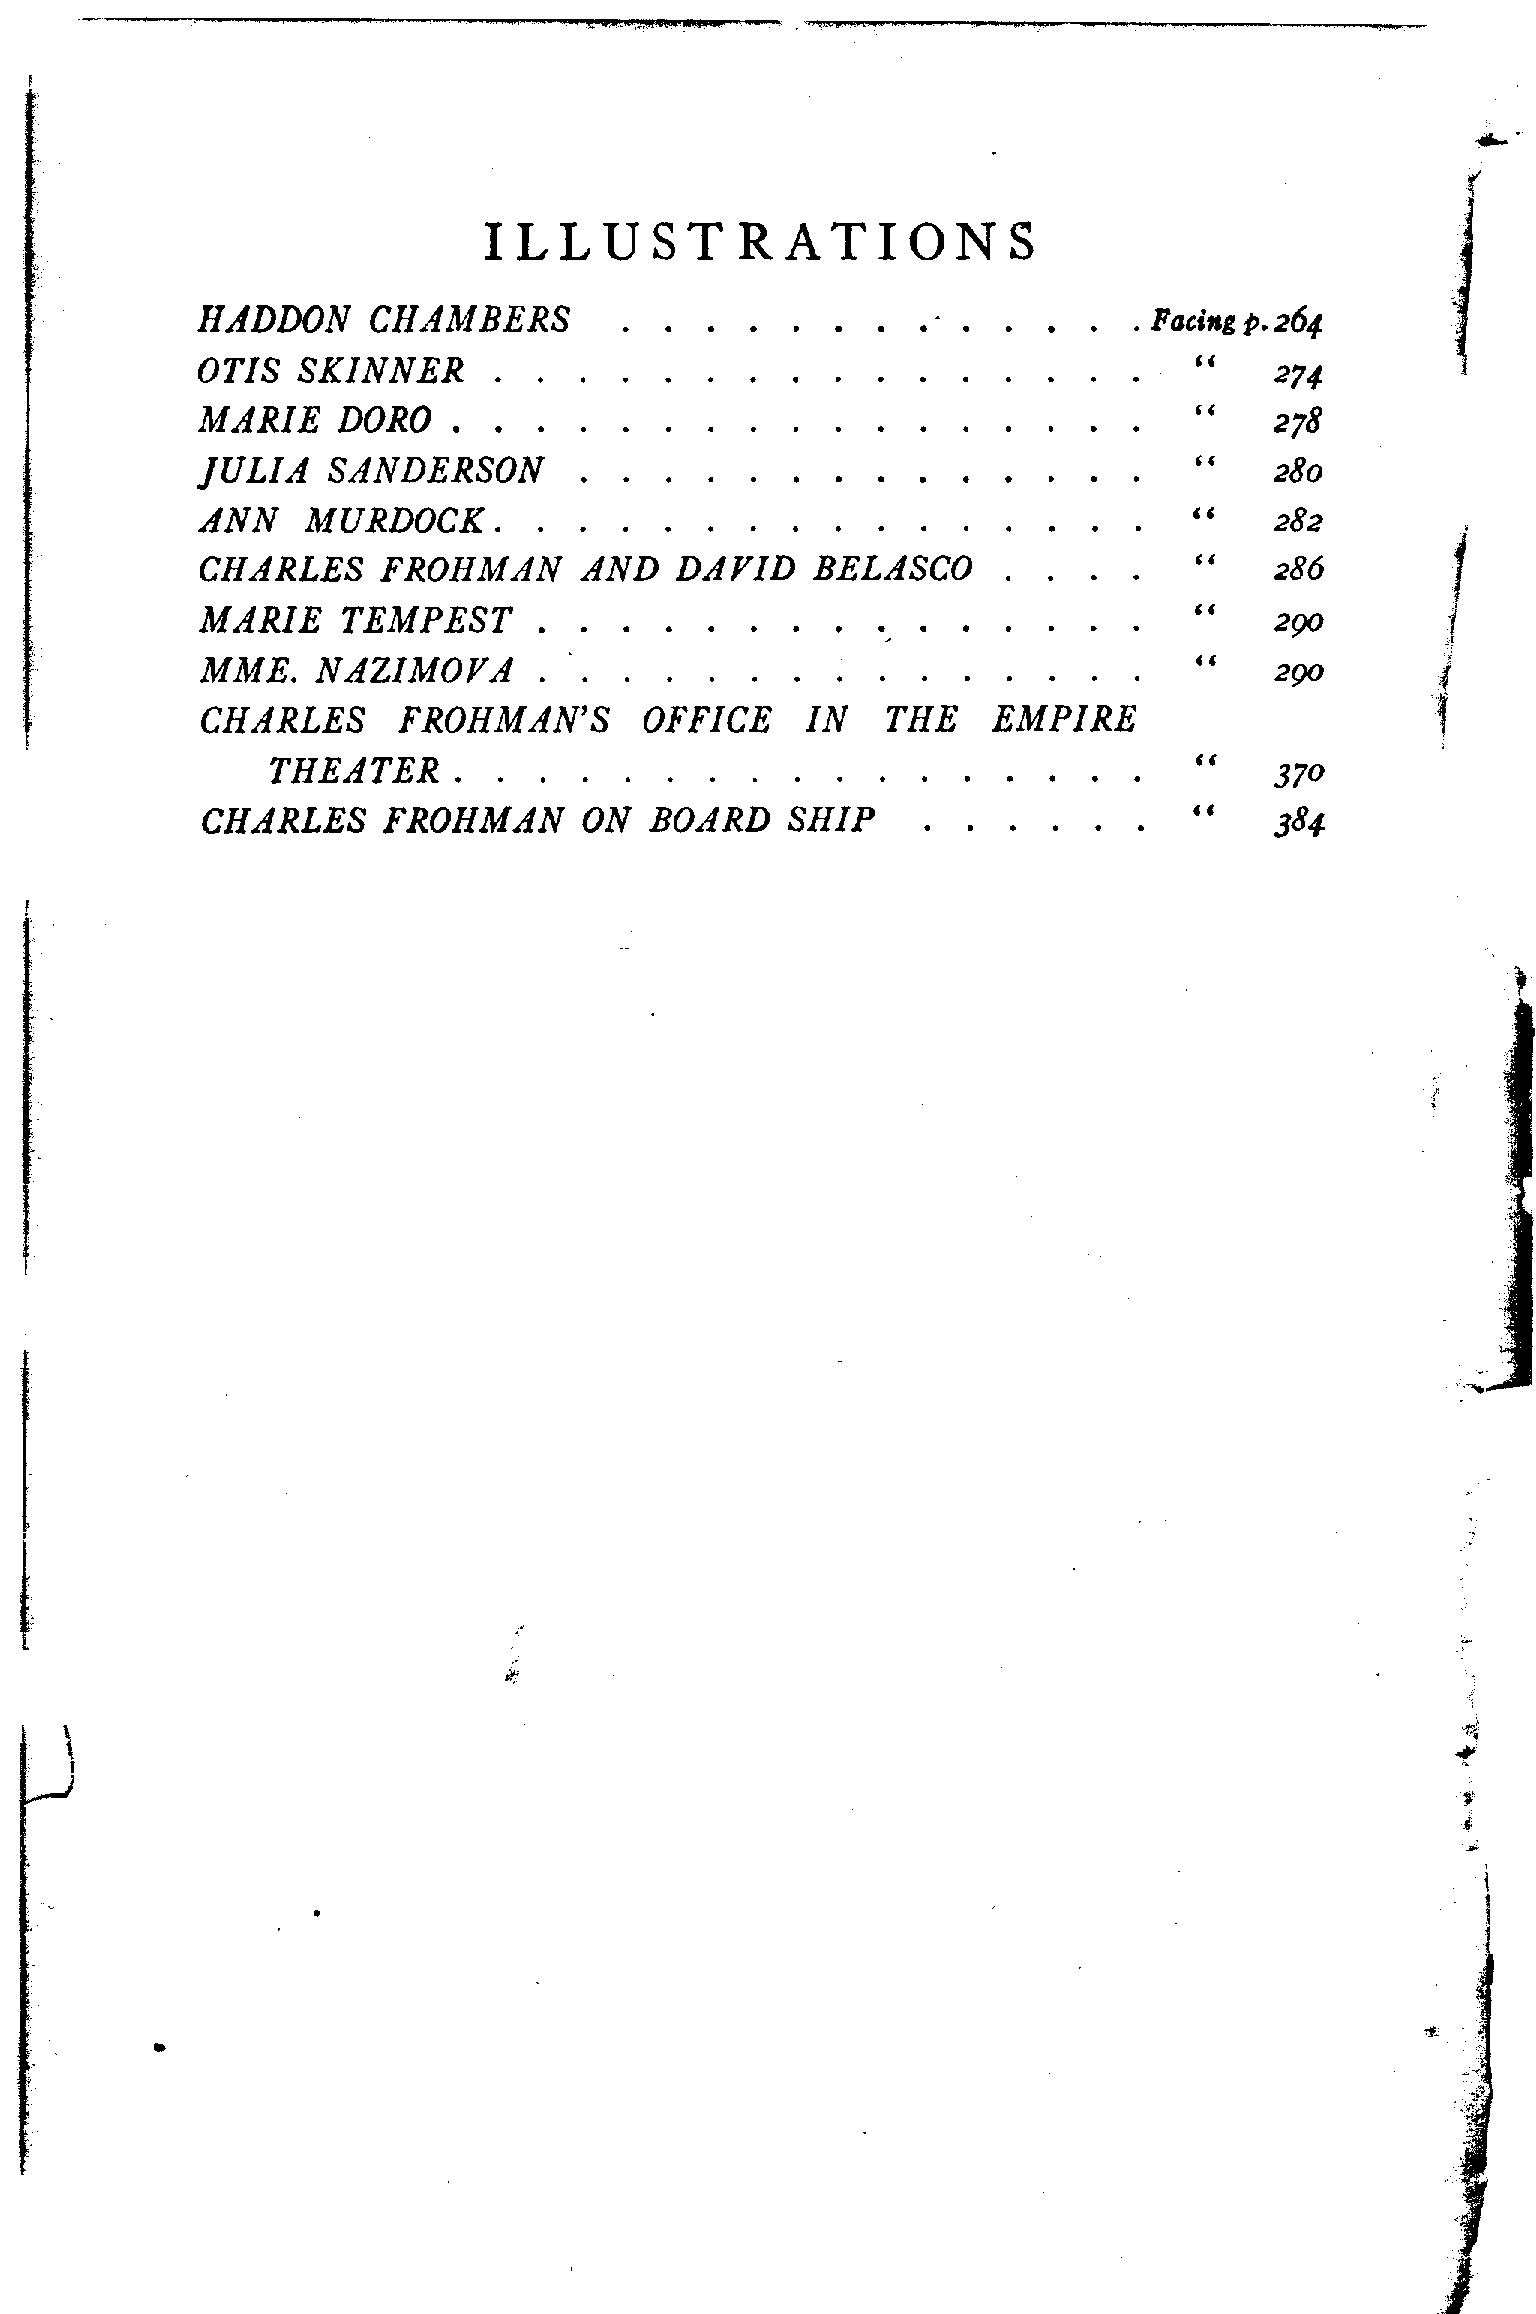 ILLUSTRATIONS
HADDON CHAMBERS . . . . . . . . . . . . . Facing p. 264
OTIS SKINNER . . . . . . . . . . . . . . . . “ 274
MARIE DORO . . . . . . . . . . . . . . . . . “ 278
JULIA SANDERSON . . . . . . . . . . . . . . “ 280
ANN MURDOCK . . . . . . . . . . . . . . . . “ 282
CHARLES FROHMAN AND DAVID BELASCO . . . . “ 286
MARIE TEMPEST . . . . . . . . . . . . . . . “ 290
MME. NAZIMOVA . . . . . . . . . . . . . . . “ 290
CHARLES FROHMAN'S OFFICE IN THE EMPIRE
THEATER . . . . . . . . . . . . . . . . . “ 370
CHARLES FROHMAN ON BOARD SHIP . . . . . . “ 384